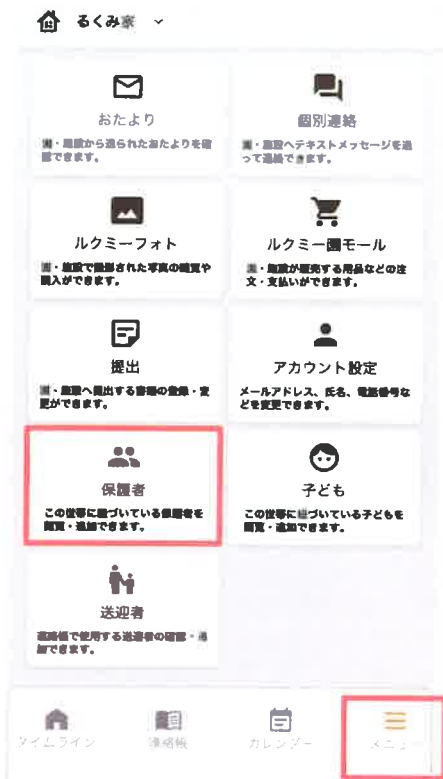 るくみ家
おたより
個別連絡
園・施設から送られたおたよりを確
認できます。
園・施設へテキストメッセージを送
って連絡できます。
ルクミーフォト
ルクミー園モール
園・施設で撮影された写真の閲覧や
購入ができます。
園・施設が販売する用品などの注
文・支払いができます。
提出
アカウント設定
園・施設へ提出する書類の登録・変
更ができます。
メールアドレス、氏名、電話番号な
どを変更できます。
保護者
子ども
この世帯に紐づいている保護者を
閲覧・追加できます。
この世帯に紐づいている子どもを
閲覧・追加できます。
送迎者
連絡帳で使用する送迎者の確認・追
加できます。
タイムライン
連絡帳
カレンダー
メニュー